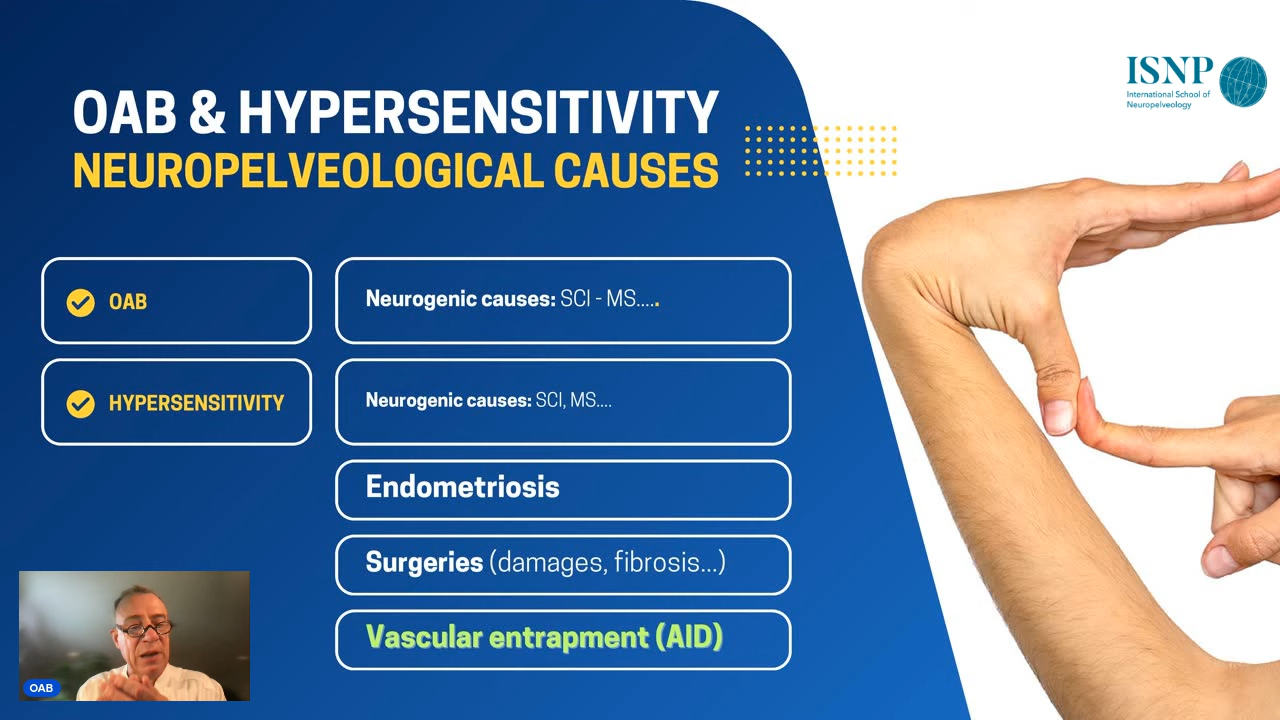 OAB & HYPERSENSITIVITY
NEUROPELVEOLOGICAL CAUSES
ISNP
International School of
Neuropelveology
OAB
Neurogenic causes: SCI - MS.....
HYPERSENSITIVITY
Neurogenic causes: SCI, MS....
Endometriosis
Surgeries (damages, fibrosis...)
Vascular entrapment (AID)
OAB